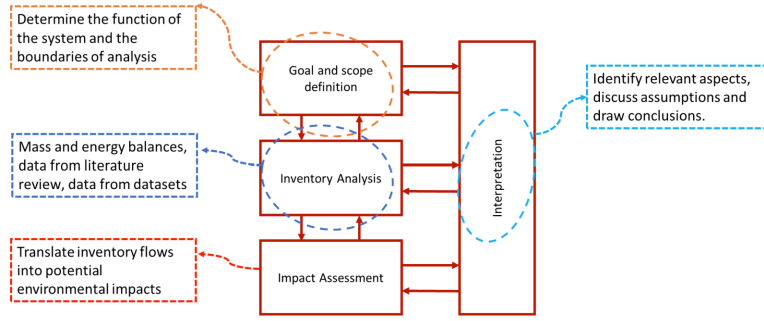 Determine the function of
the system and the
boundaries of analysis
Goal and scope
definition
Identify relevant aspects,
discuss assumptions and
draw conclusions.
Mass and energy balances,
data from literature
review, data from datasets
Inventory Analysis
Interpretation
Translate inventory flows
into potential
environmental impacts
Impact Assessment